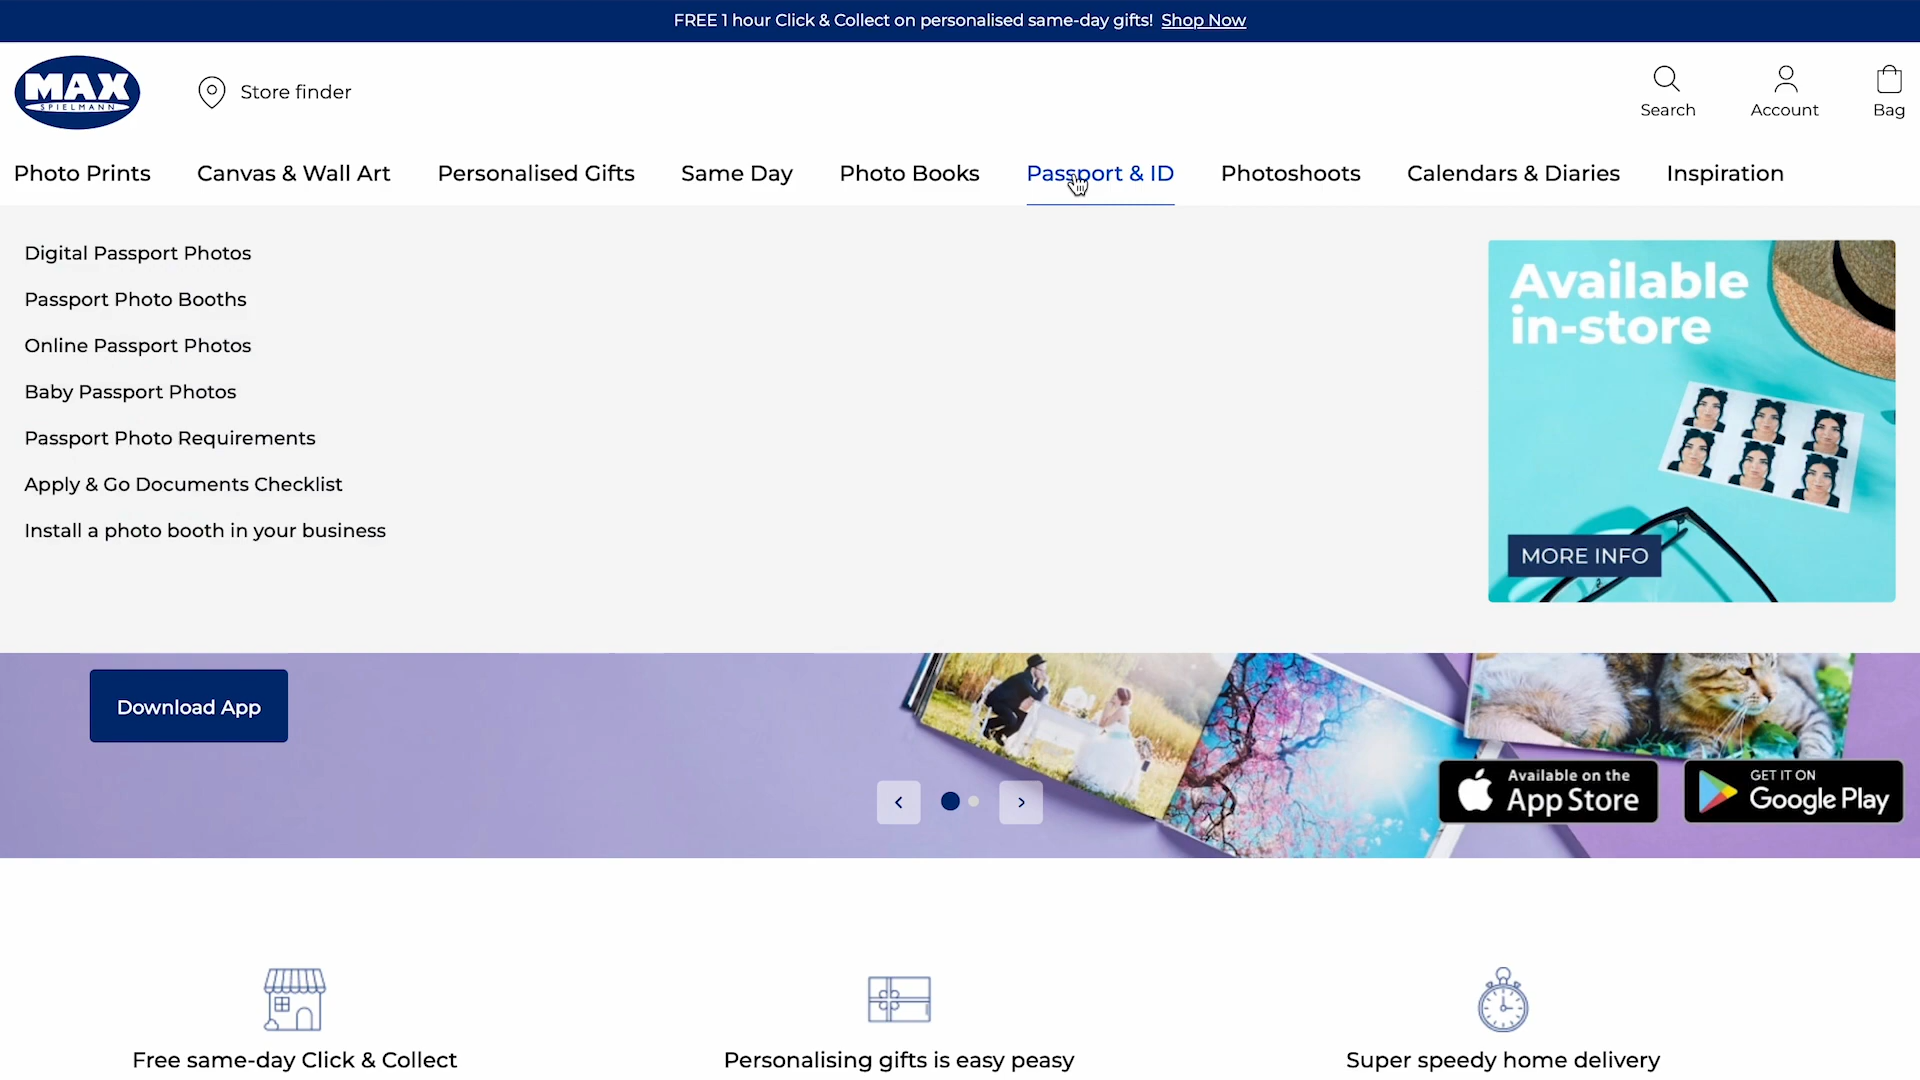 FREE 1 hour Click & Collect on personalised same-day gifts! Shop Now
MAX
SPIELMANN
Store finder
Search
Account
Bag
Photo Prints
Canvas & Wall Art
Personalised Gifts
Same Day
Photo Books
Passport & ID
Photoshoots
Calendars & Diaries
Inspiration
Digital Passport Photos
Passport Photo Booths
Online Passport Photos
Baby Passport Photos
Passport Photo Requirements
Apply & Go Documents Checklist
Install a photo booth in your business
Available
in-store
MORE INFO
Download App
Available on the
App Store
GET IT ON
Google Play
Free same-day Click & Collect
Personalising gifts is easy peasy
Super speedy home delivery